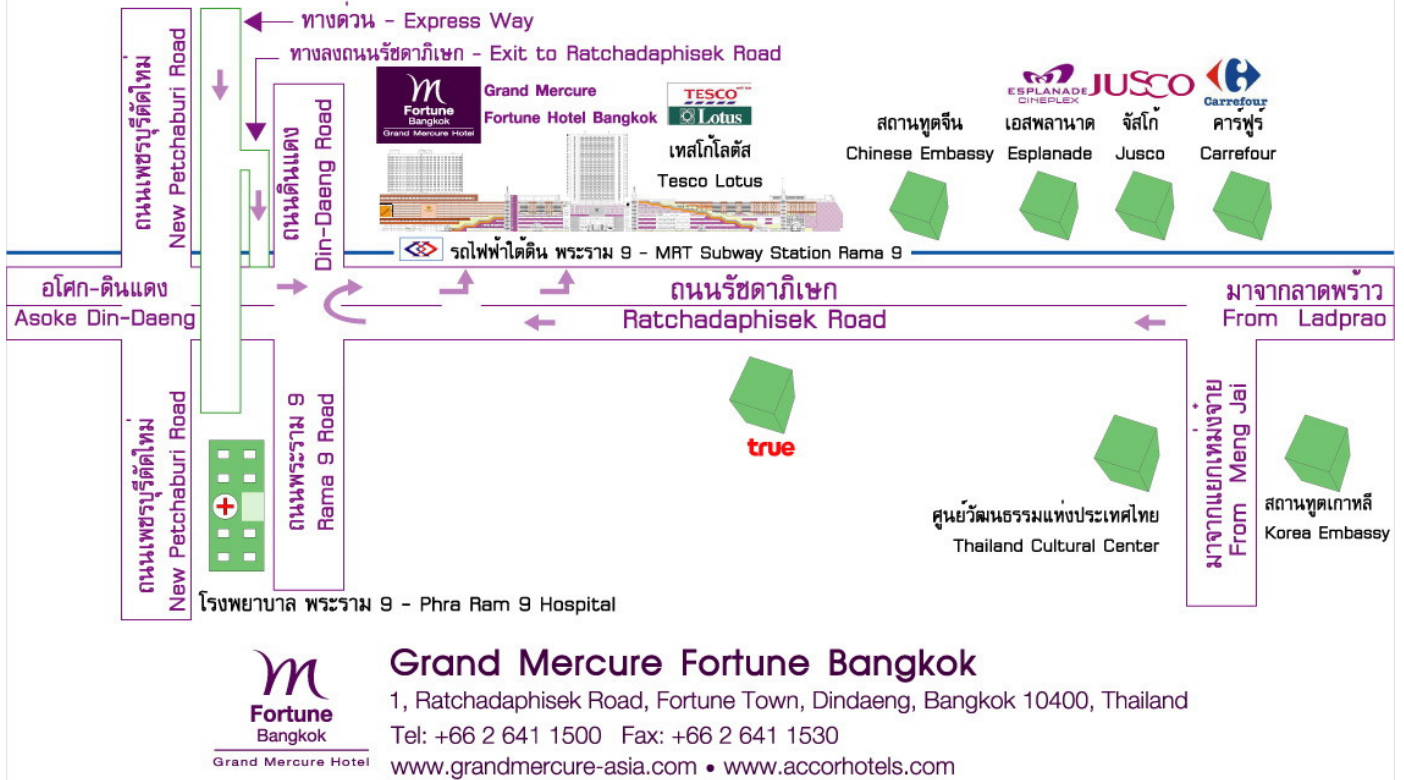 ทางด่วน - Express Way
ทางลงถนนรัชดาภิเษก - Exit to Ratchadaphisek Road
ถนนเพชรบุรีตัดใหม่
New Petchaburi Road
ถนนดินแดง
Din-Daeng Road
m
Fortune
Bangkok
Grand Mercure Hotel
Grand Mercure
Fortune Hotel Bangkok
TESCO
Lotus
เทสโก้โลตัส
Tesco Lotus
สถานทูตจีน
Chinese Embassy
ESPLANADE
CINEPLEX
เอสพลานาด
Esplanade
JUSCO
จัสโก้
Jusco
Carrefour
คาร์ฟูร์
Carrefour
รถไฟฟ้าใต้ดิน พระราม 9 - MRT Subway Station Rama 9
อโศก-ดินแดง
Asoke Din-Daeng
ถนนรัชดาภิเษก
Ratchadaphisek Road
มาจากลาดพร้าว
From Ladprao
ถนนเพชรบุรีตัดใหม่
New Petchaburi Road
ถนนพระราม 9
Rama 9 Road
true
ศูนย์วัฒนธรรมแห่งประเทศไทย
Thailand Cultural Center
มาจากแยกเหม่งจ๋าย
From Meng Jai
สถานทูตเกาหลี
Korea Embassy
โรงพยาบาล พระราม 9 - Phra Ram 9 Hospital
m
Fortune
Bangkok
Grand Mercure Hotel
Grand Mercure Fortune Bangkok
1, Ratchadaphisek Road, Fortune Town, Dindaeng, Bangkok 10400, Thailand
Tel: +66 2 641 1500 Fax: +66 2 641 1530
www.grandmercure-asia.com • www.accorhotels.com